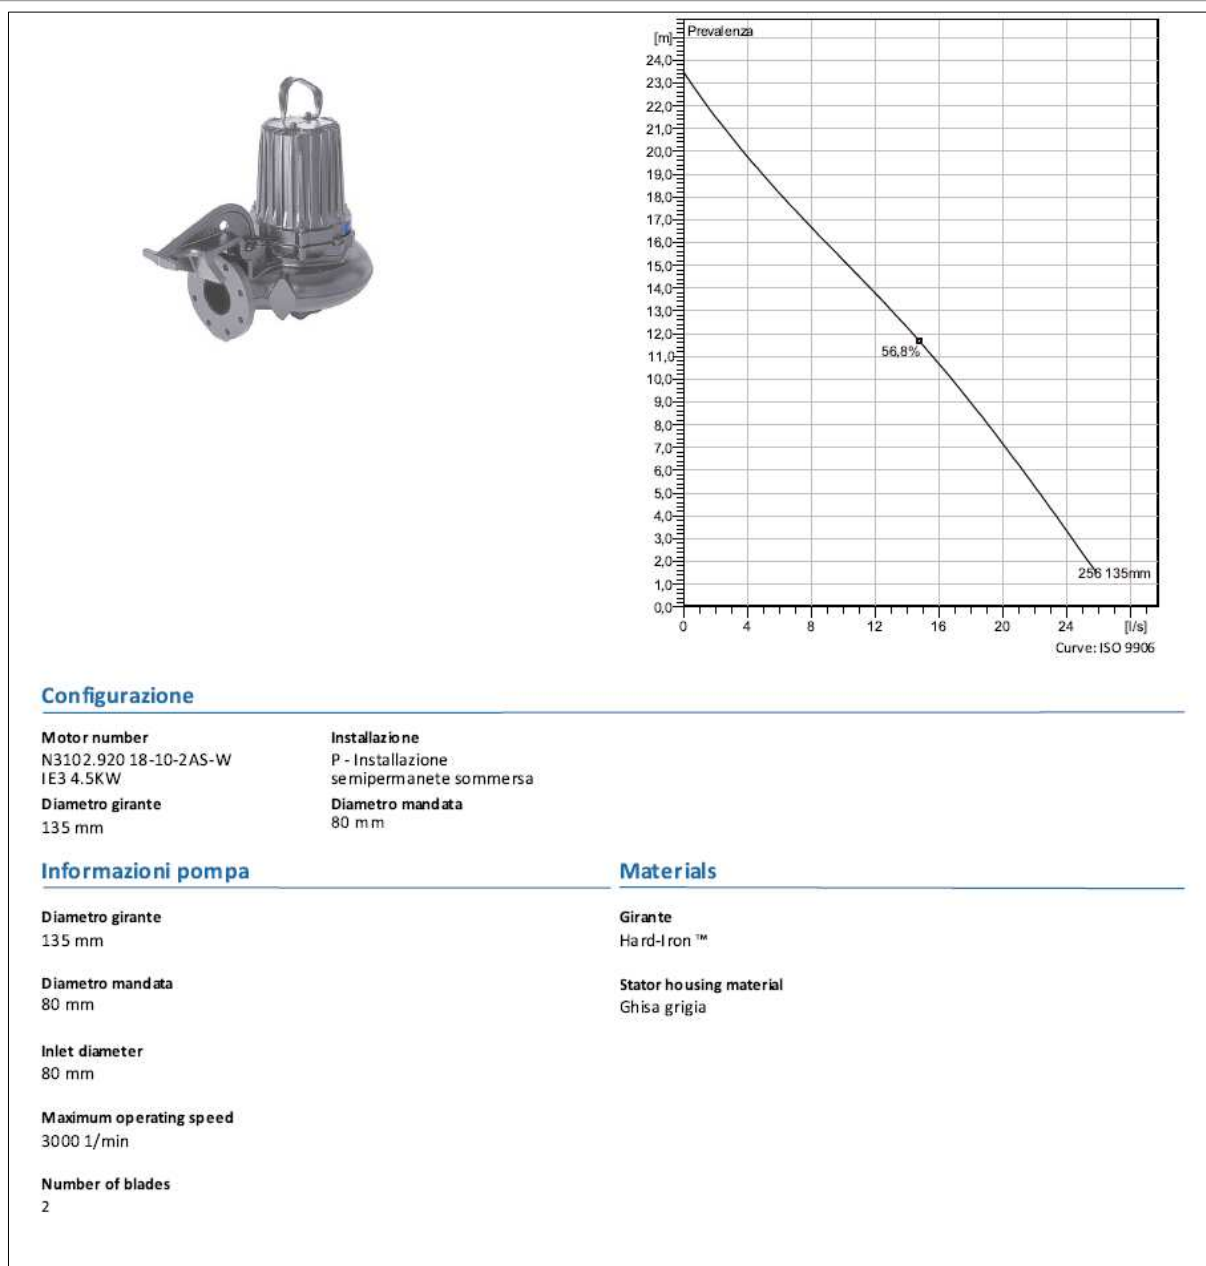 [m]
Prevalenza
24,0
23,0
22,0
21,0
20,0
19,0
18,0
17,0
16,0
15,0
14,0
13,0
12,0
11,0
10,0
9,0
8,0
7,0
6,0
5,0
4,0
3,0
2,0
1,0
0,0
56,8%
256 135mm
0 4 8 12 16 20 24 [l/s]
Curve: ISO 9906
Configurazione
Motor number
N3102.920 18-10-2AS-W
IE3 4.5KW
Diametro girante
135 mm
Installazione
P - Installazione
semipermanete sommersa
Diametro mandata
80 mm
Informazioni pompa
Diametro girante
135 mm
Diametro mandata
80 mm
Inlet diameter
80 mm
Maximum operating speed
3000 1/min
Number of blades
2
Materials
Girante
Hard-Iron ™
Stator housing material
Ghisa grigia